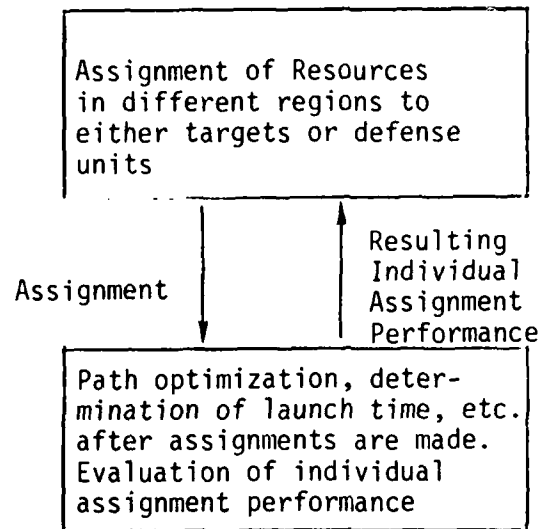 Assignment of Resources
in different regions to
either targets or defense
units
Assignment
Resulting
Individual
Assignment
Performance
Path optimization, deter-
mination of launch time, etc.
after assignments are made.
Evaluation of individual
assignment performance